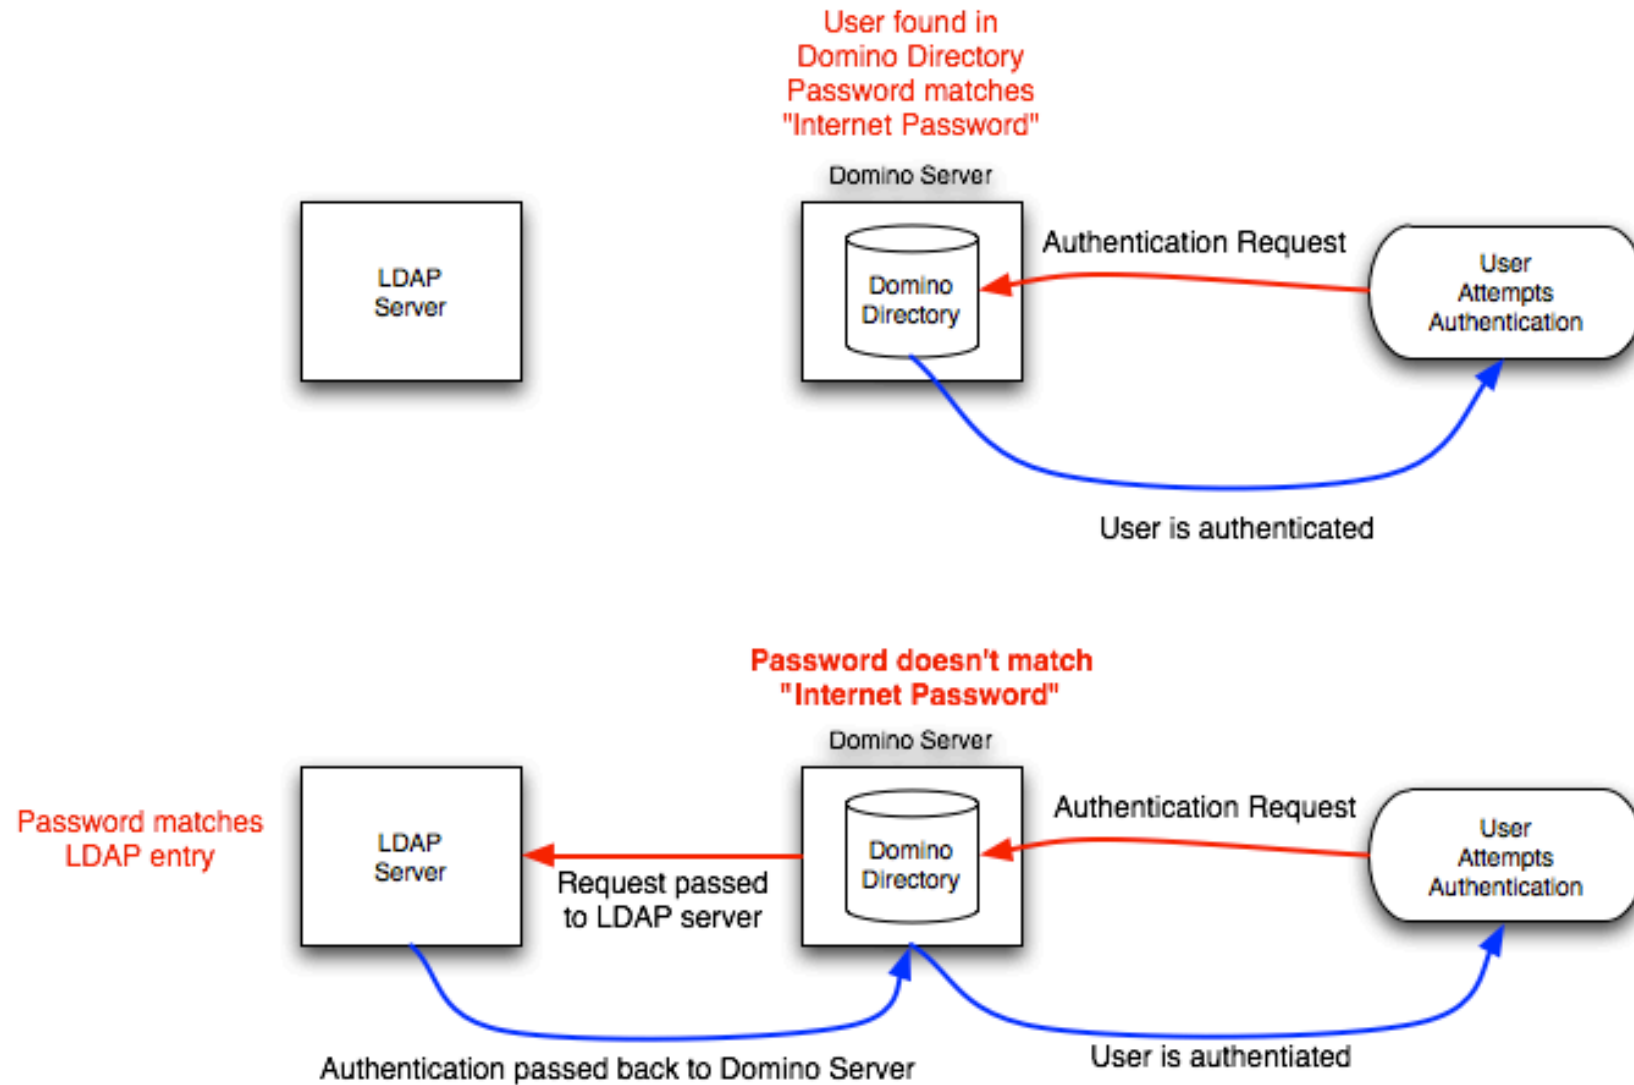 User found in
Domino Directory
Password matches
"Internet Password"
Domino Server
LDAP
Server
Domino
Directory
Authentication Request
User
Attempts
Authentication
User is authenticated
Password doesn't match
"Internet Password"
Domino Server
Password matches
LDAP entry
LDAP
Server
Request passed
to LDAP server
Domino
Directory
Authentication Request
User
Attempts
Authentication
Authentication passed back to Domino Server
User is authentiated